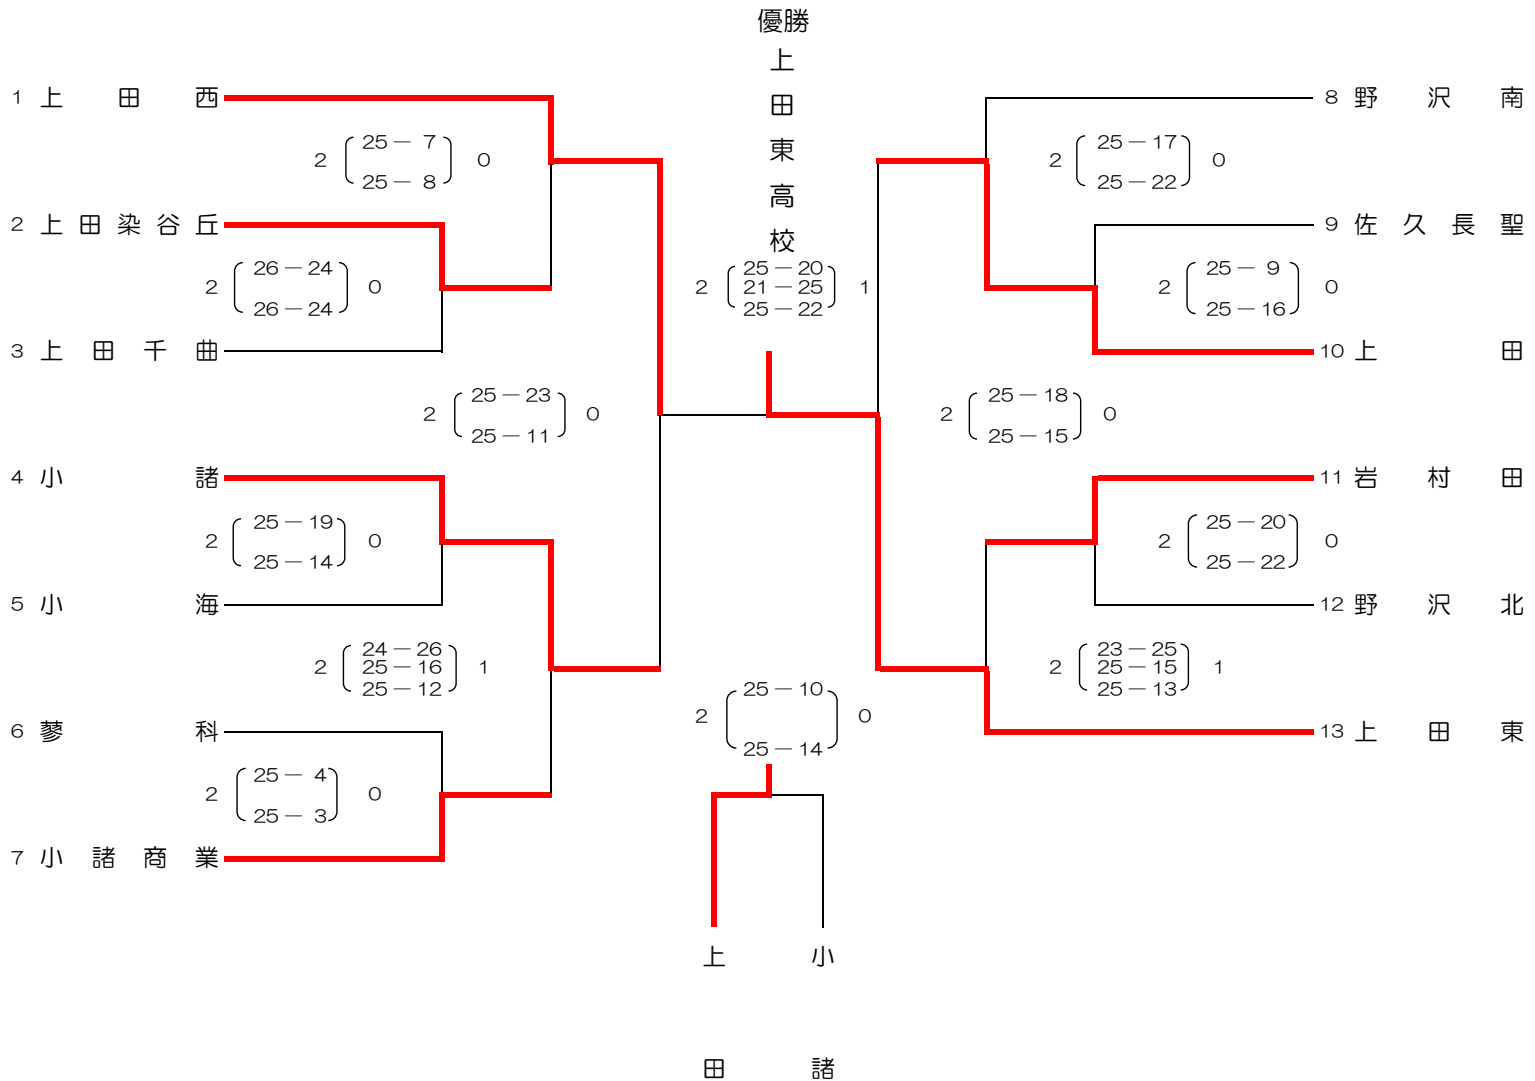 優勝
上田東高校
1 上田西
2 25－7 0
25－8
2 上田染谷丘
2 26－24 0
26－24
3 上田千曲
2 25－23 0
25－11
4 小諸
2 25－19 0
25－14
5 小海
2 24－26 1
25－16
25－12
6 蓼科
2 25－4 0
25－3
7 小諸商業
2 25－20 1
21－25
25－22
2 25－10 0
25－14
上田
小諸
8 野沢南
2 25－17 0
25－22
9 佐久長聖
2 25－9 0
25－16
10 上田
2 25－18 0
25－15
11 岩村田
2 25－20 0
25－22
12 野沢北
2 23－25 1
25－15
25－13
13 上田東